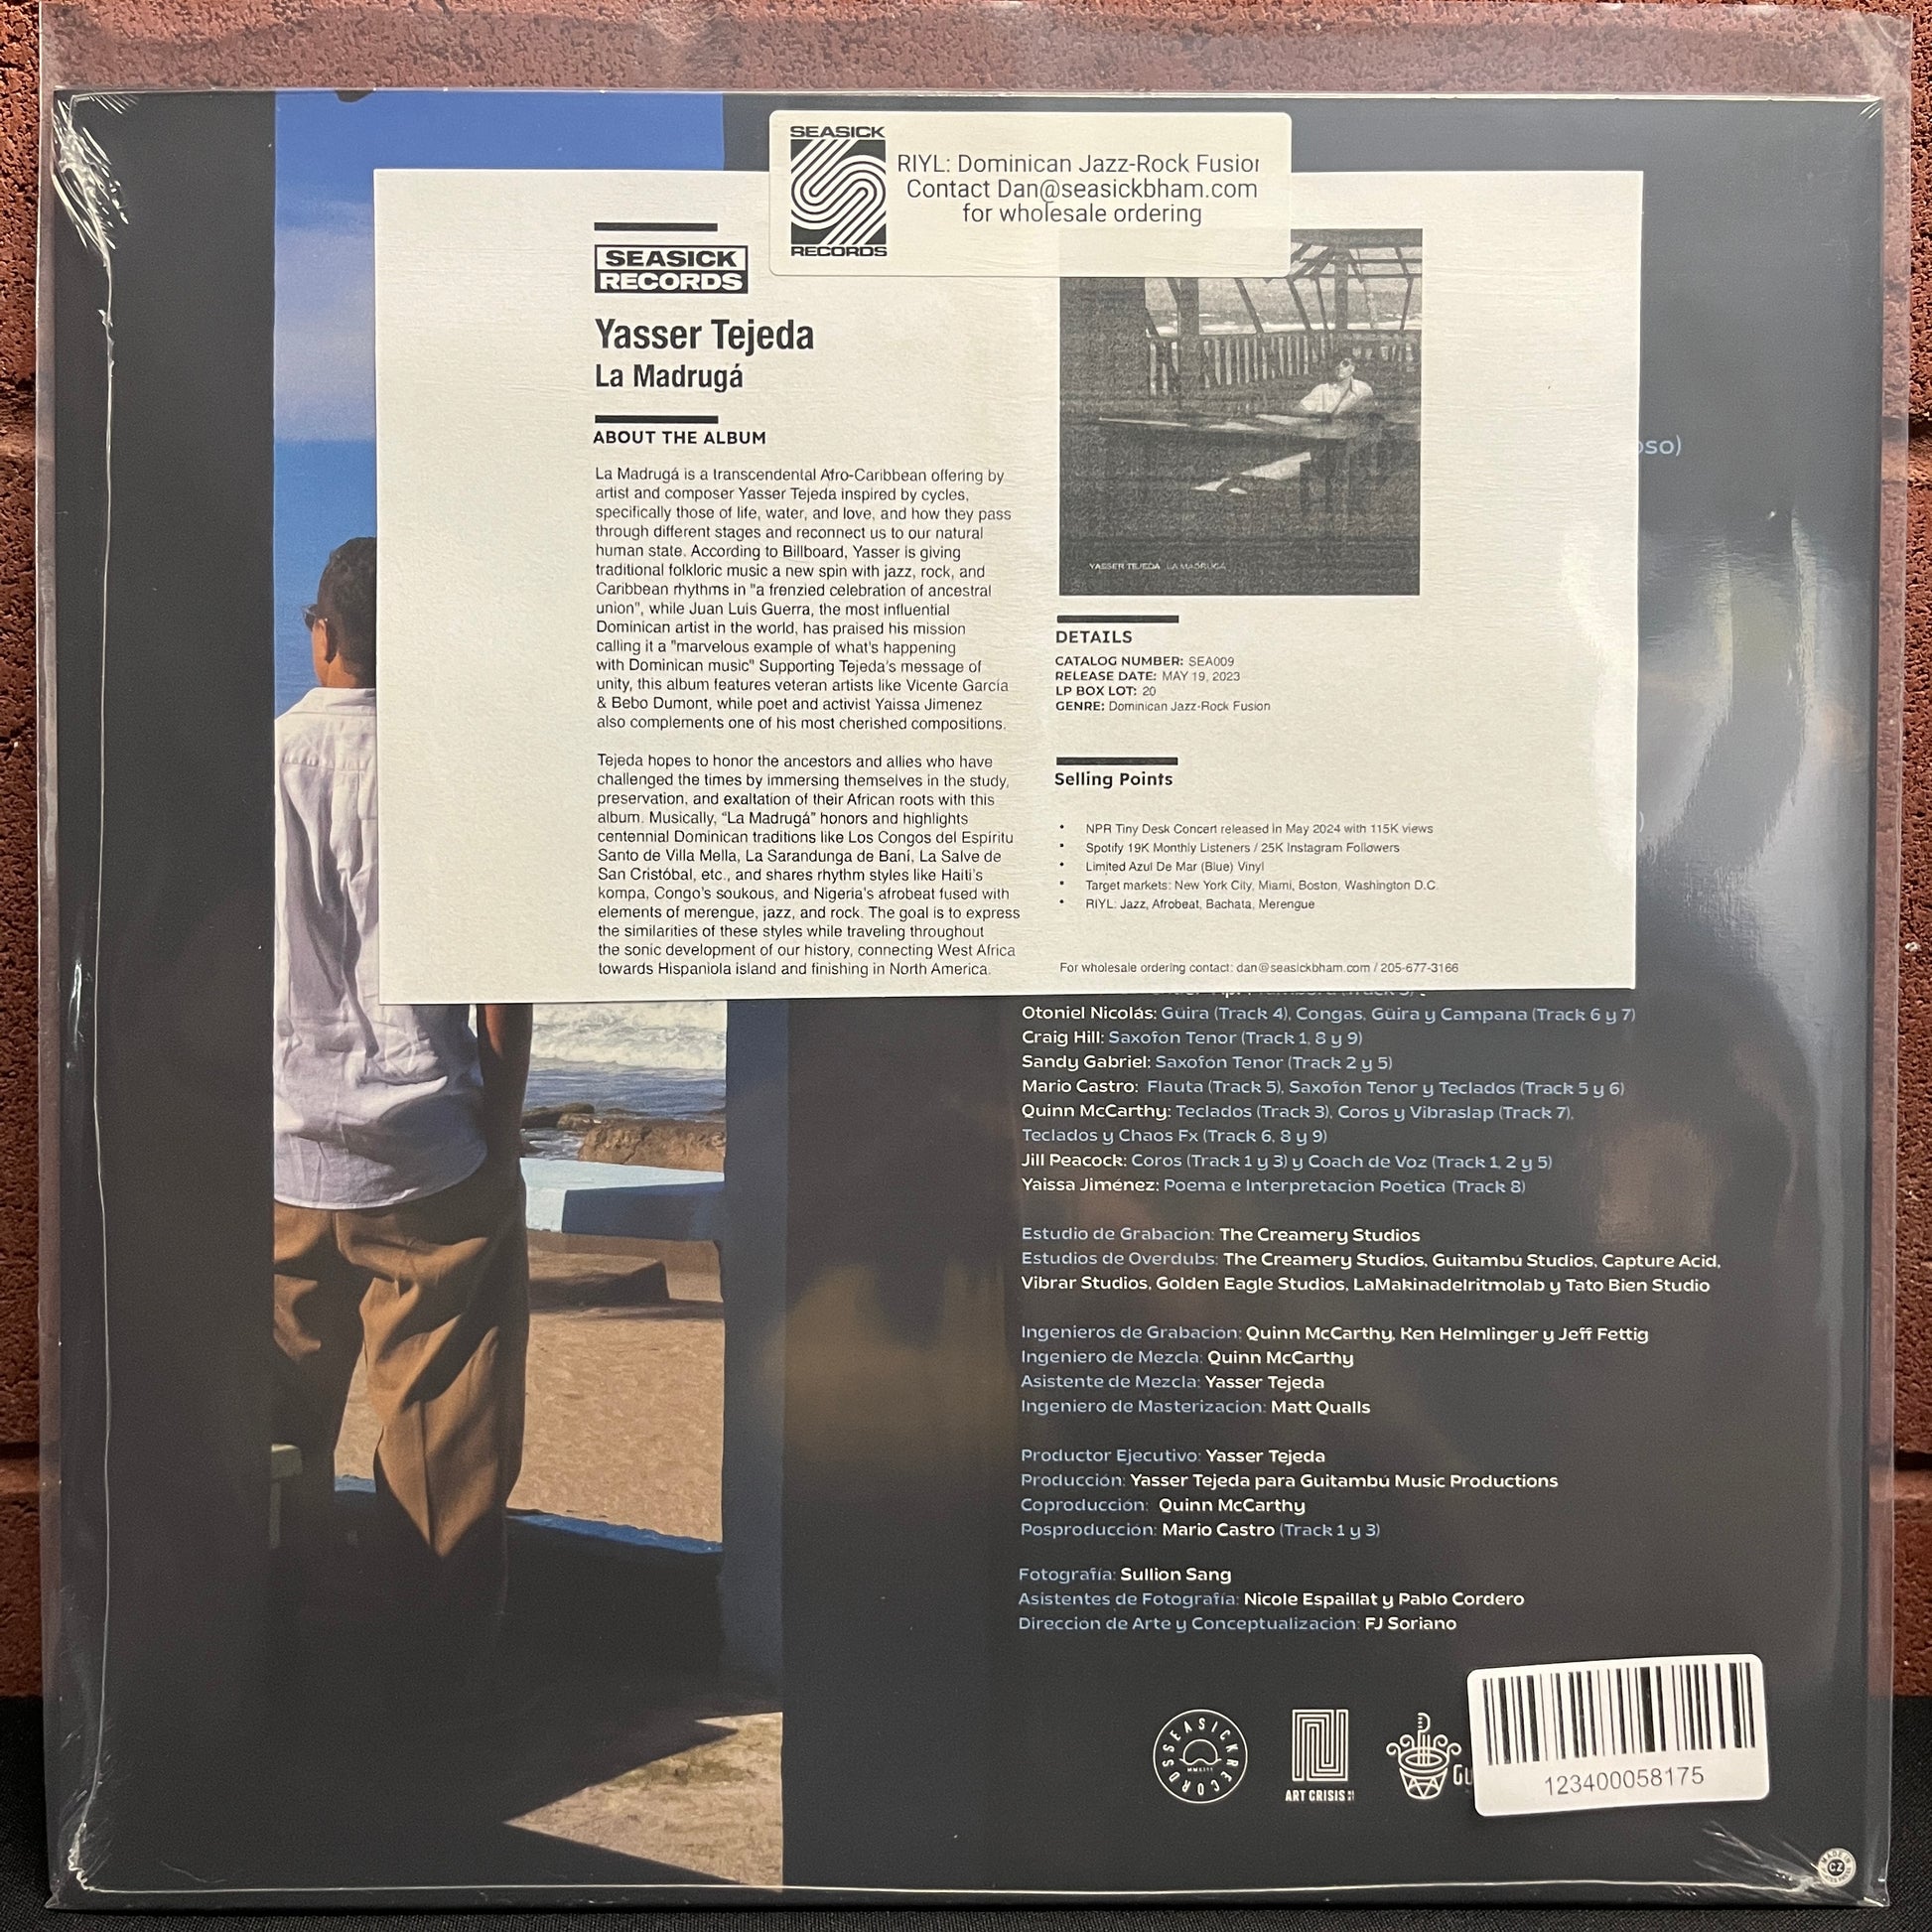 SEASICK
RECORDS
RIYL: Dominican Jazz-Rock Fusion
Contact Dan@seasickbham.com
for wholesale ordering
SEASICK
RECORDS
Yasser Tejeda
La Madrugá
ABOUT THE ALBUM
La Madrugá is a transcendental Afro-Caribbean offering by
artist and composer Yasser Tejeda inspired by cycles,
specifically those of life, water, and love, and how they pass
through different stages and reconnect us to our natural
human state. According to Billboard, Yasser is giving
traditional folkloric music a new spin with jazz, rock, and
Caribbean rhythms in "a frenzied celebration of ancestral
union", while Juan Luis Guerra, the most influential
Dominican artist in the world, has praised his mission
calling it a "marvelous example of what's happening
with Dominican music" Supporting Tejeda's message of
unity, this album features veteran artists like Vicente García
& Bebo Dumont, while poet and activist Yaissa Jimenez
also complements one of his most cherished compositions.
Tejeda hopes to honor the ancestors and allies who have
challenged the times by immersing themselves in the study,
preservation, and exaltation of their African roots with this
album. Musically, “La Madrugá” honors and highlights
centennial Dominican traditions like Los Congos del Espíritu
Santo de Villa Mella, La Sarandunga de Baní, La Salve de
San Cristóbal, etc., and shares rhythm styles like Haiti's
kompa, Congo's soukous, and Nigeria's afrobeat fused with
elements of merengue, jazz, and rock. The goal is to express
the similarities of these styles while traveling throughout
the sonic development of our history, connecting West Africa
towards Hispaniola island and finishing in North America.
YASSER TEJEDA LA MADRUGÁ
DETAILS
CATALOG NUMBER: SEA009
RELEASE DATE: MAY 19, 2023
LP BOX LOT: 20
GENRE: Dominican Jazz-Rock Fusion
Selling Points
• NPR Tiny Desk Concert released in May 2024 with 115K views
• Spotify 19K Monthly Listeners / 25K Instagram Followers
• Limited Azul De Mar (Blue) Vinyl
• Target markets: New York City, Miami, Boston, Washington D.C.
• RIYL: Jazz, Afrobeat, Bachata, Merengue
For wholesale ordering contact: dan@seasickbham.com / 205-677-3166
oso)
)
Otoniel Nicolás: Güira (Track 4), Congas, Güira y Campana (Track 6 y 7)
Craig Hill: Saxofón Tenor (Track 1, 8 y 9)
Sandy Gabriel: Saxofón Tenor (Track 2 y 5)
Mario Castro: Flauta (Track 5), Saxofón Tenor y Teclados (Track 5 y 6)
Quinn McCarthy: Teclados (Track 3), Coros y Vibraslap (Track 7),
Teclados y Chaos Fx (Track 6, 8 y 9)
Jill Peacock: Coros (Track 1 y 3) y Coach de Voz (Track 1, 2 y 5)
Yaissa Jiménez: Poema e Interpretación Poética (Track 8)
Estudio de Grabación: The Creamery Studios
Estudios de Overdubs: The Creamery Studios, Guitambú Studios, Capture Acid,
Vibrar Studios, Golden Eagle Studios, LaMakinadelritmolab y Tato Bien Studio
Ingenieros de Grabación: Quinn McCarthy, Ken Helmlinger y Jeff Fettig
Ingeniero de Mezcla: Quinn McCarthy
Asistente de Mezcla: Yasser Tejeda
Ingeniero de Masterización: Matt Qualls
Productor Ejecutivo: Yasser Tejeda
Producción: Yasser Tejeda para Guitambú Music Productions
Coproducción: Quinn McCarthy
Posproducción: Mario Castro (Track 1 y 3)
Fotografía: Sullion Sang
Asistentes de Fotografía: Nicole Espaillat y Pablo Cordero
Dirección de Arte y Conceptualización: FJ Soriano
SEASICK RECORDS
ART CRISIS
GU
123400058175
MADE IN
CZ